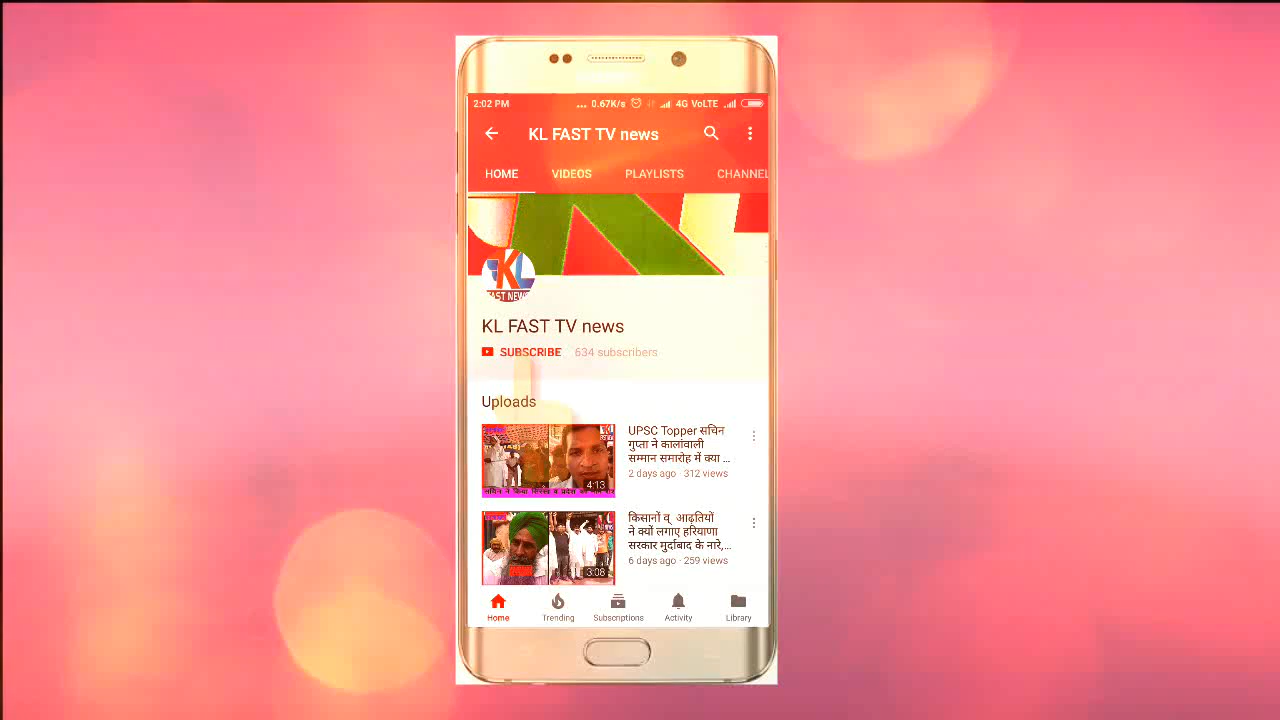 2:02 PM
... 0.67K/s 4G VoLTE
KL FAST TV news
HOME VIDEOS PLAYLISTS CHANNEL
KL
FAST NEWS
KL FAST TV news
SUBSCRIBE 634 subscribers
Uploads
UPSC Topper सचिन
गुप्ता ने कालांवाली
सम्मान समारोह में क्या ...
2 days ago · 312 views
4:13
किसानों व् आढ़तियों
ने क्यों लगाए हरियाणा
सरकार मुर्दाबाद के नारे,...
6 days ago · 259 views
3:08
Home Trending Subscriptions Activity Library